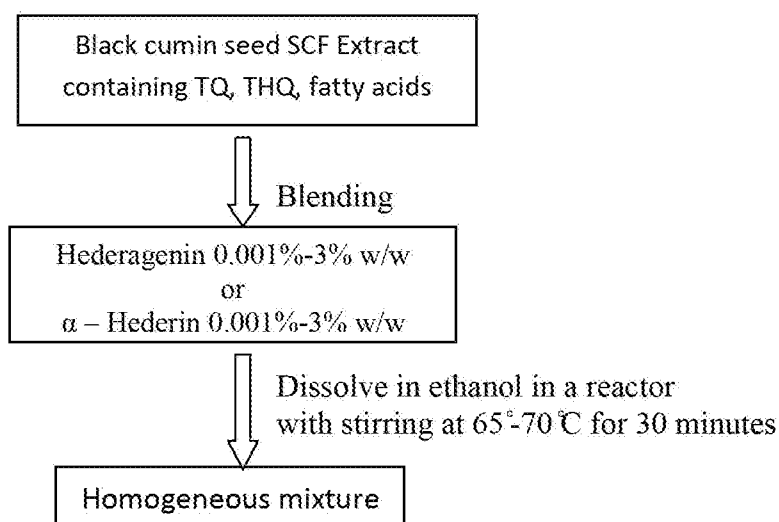 Black cumin seed SCF Extract
containing TQ, THQ, fatty acids
Blending
Hederagenin 0.001%-3% w/w
or
α – Hederin 0.001%-3% w/w
Dissolve in ethanol in a reactor
with stirring at 65°-70°C for 30 minutes
Homogeneous mixture